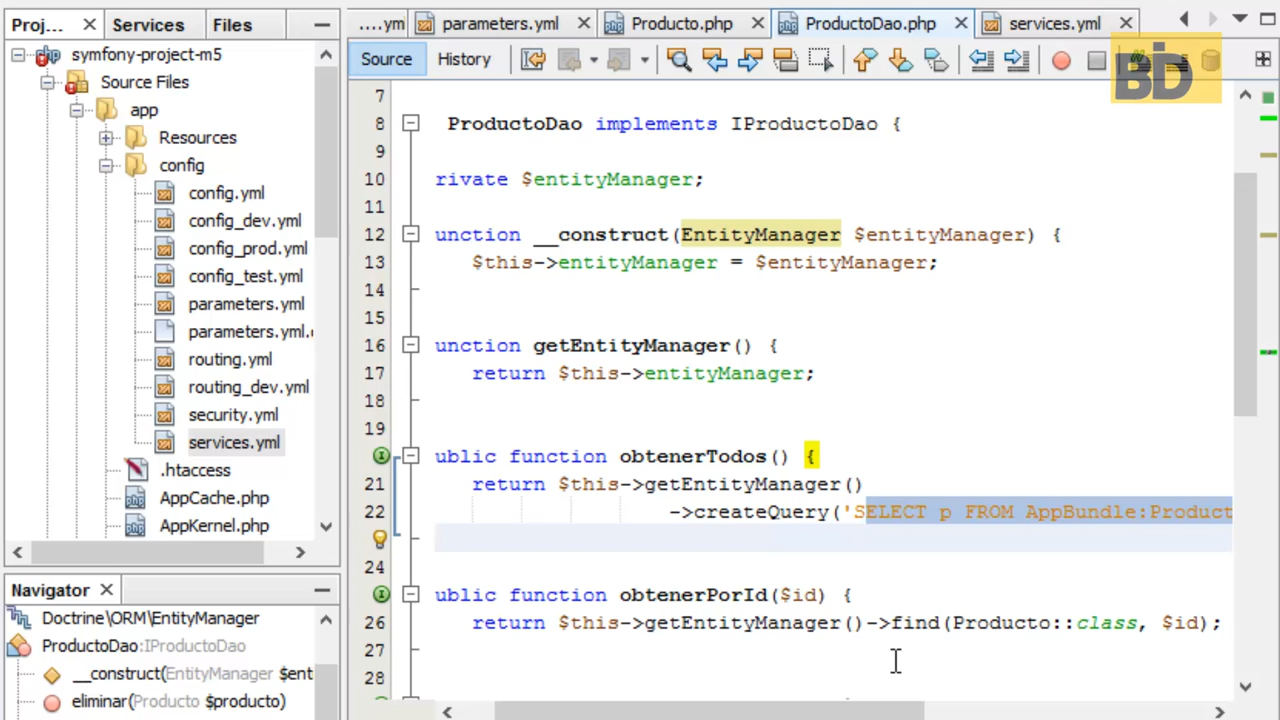 Proj...
Services
Files
....ym
parameters.yml
Producto.php
ProductoDao.php
services.yml
Source
History
BiD
symfony-project-m5
Source Files
app
Resources
config
config.yml
config_dev.yml
config_prod.yml
config_test.yml
parameters.yml
parameters.yml.
routing.yml
routing_dev.yml
security.yml
services.yml
.htaccess
AppCache.php
AppKernel.php
Navigator
Doctrine\ORM\EntityManager
ProductoDao:IProductoDao
__construct(EntityManager $ent
eliminar(Producto $producto)
7
8 ProductoDao implements IProductoDao {
9
10 rivate $entityManager;
11
12 unction __construct(EntityManager $entityManager) {
13 $this->entityManager = $entityManager;
14
15
16 unction getEntityManager() {
17 return $this->entityManager;
18
19
ublic function obtenerTodos() {
21 return $this->getEntityManager()
22 ->createQuery('SELECT p FROM AppBundle:Product
24
ublic function obtenerPorId($id) {
26 return $this->getEntityManager()->find(Producto::class, $id);
27
28